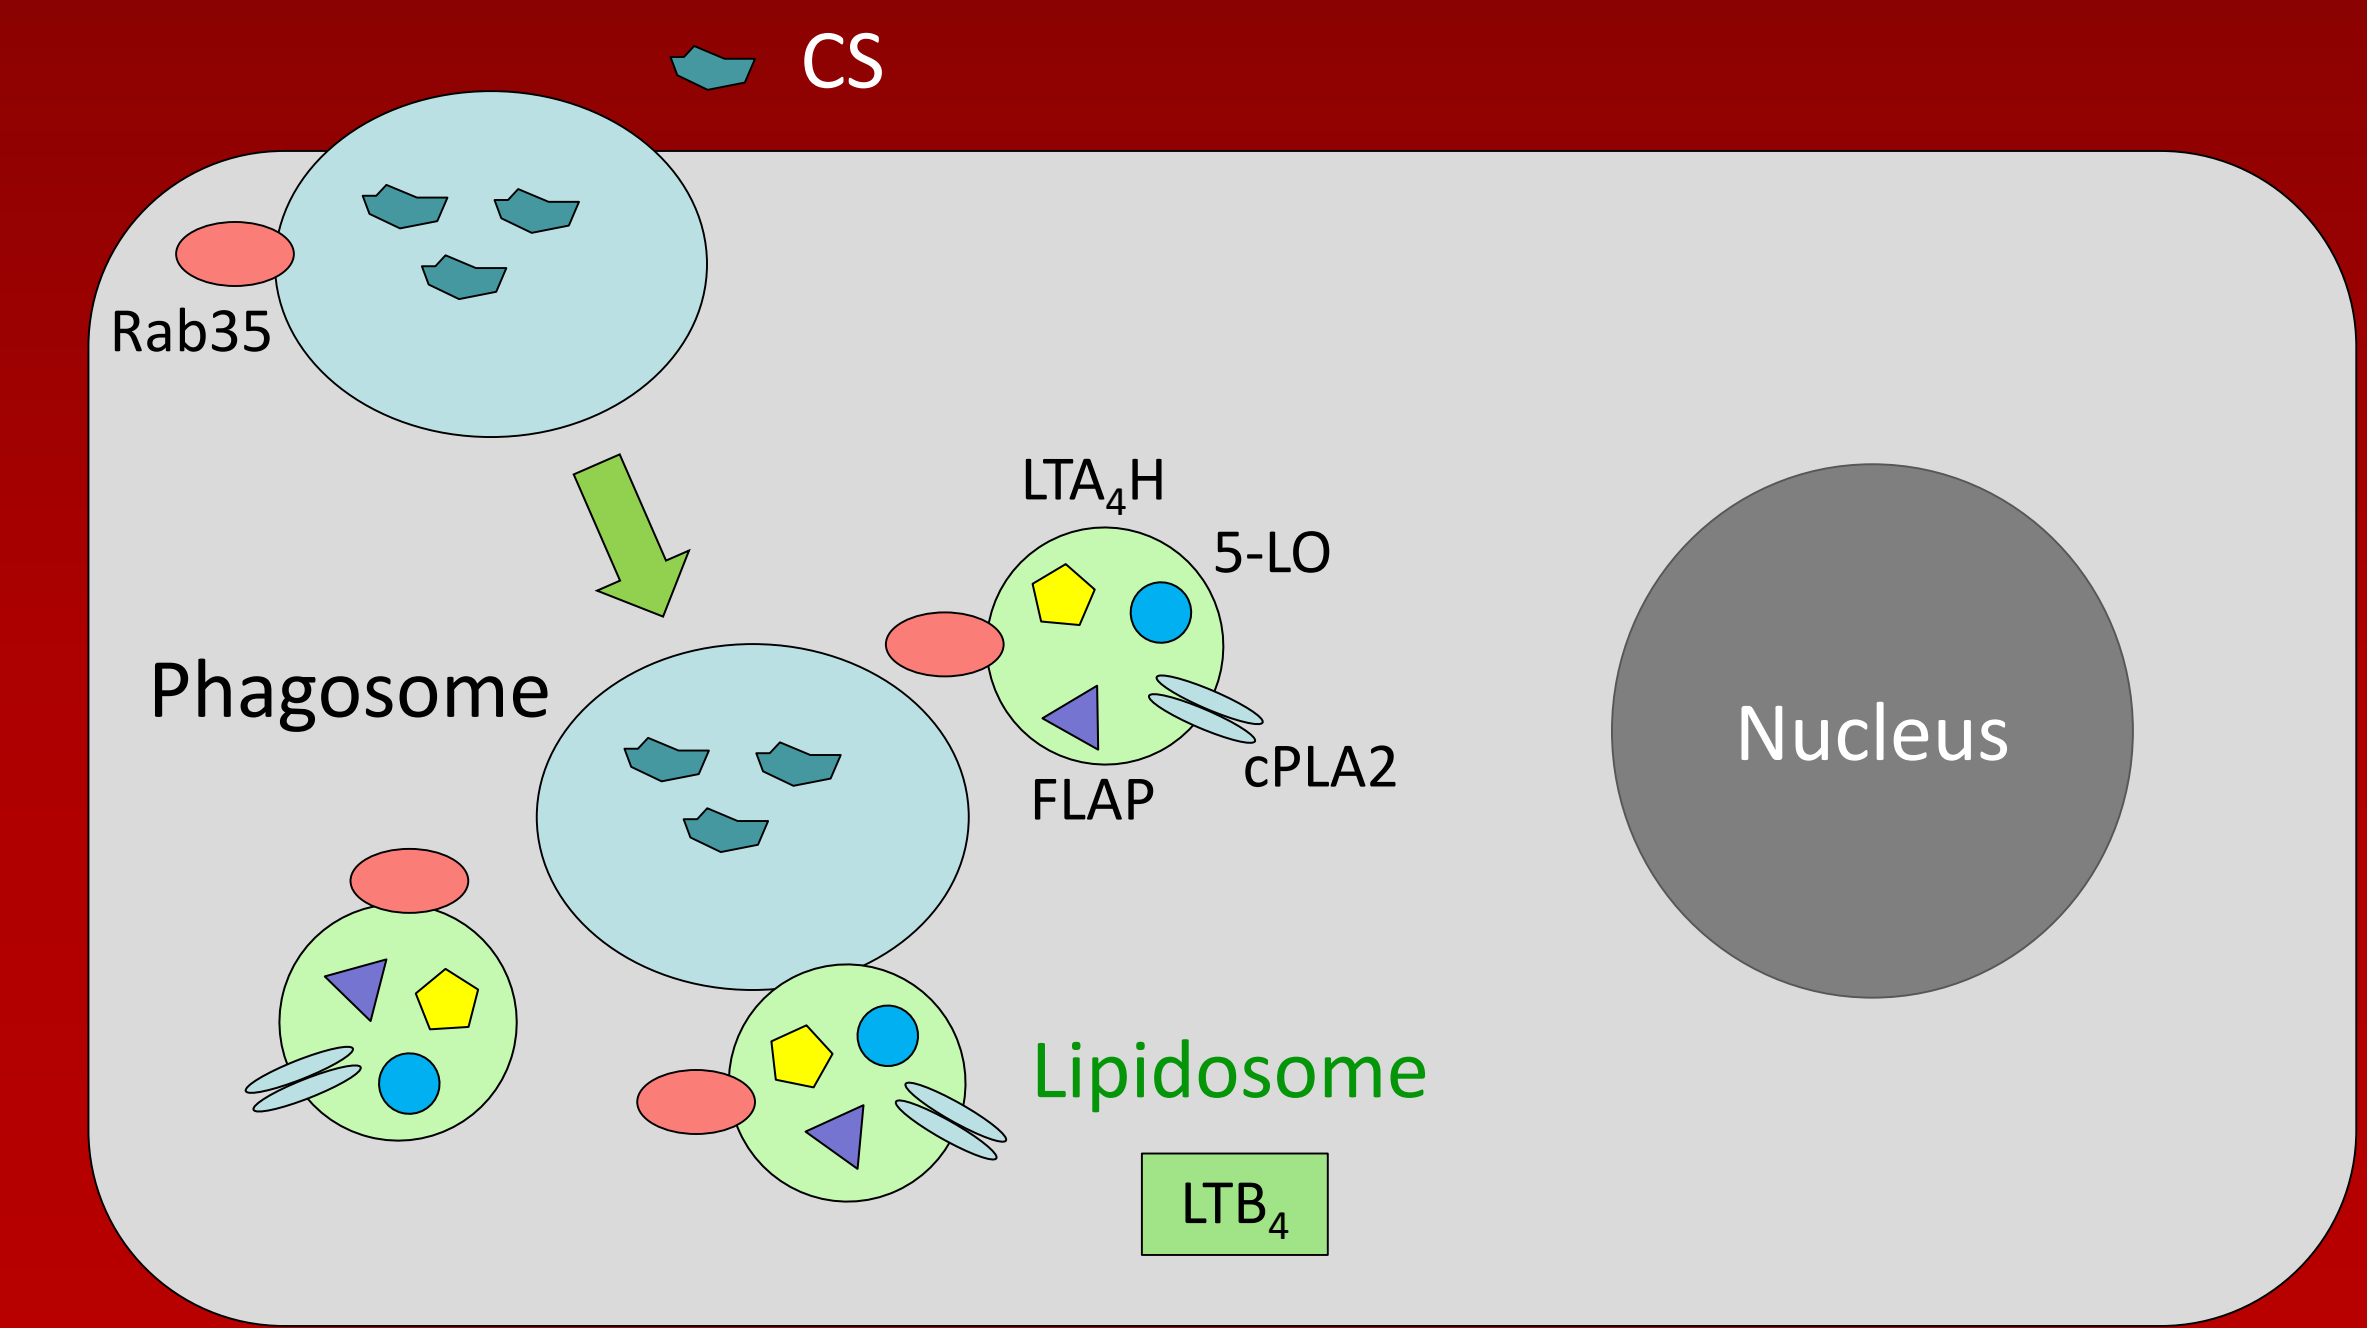 CS
Rab35
LTA₄H
5-LO
Phagosome
Nucleus
cPLA2
FLAP
Lipidosome
LTB₄